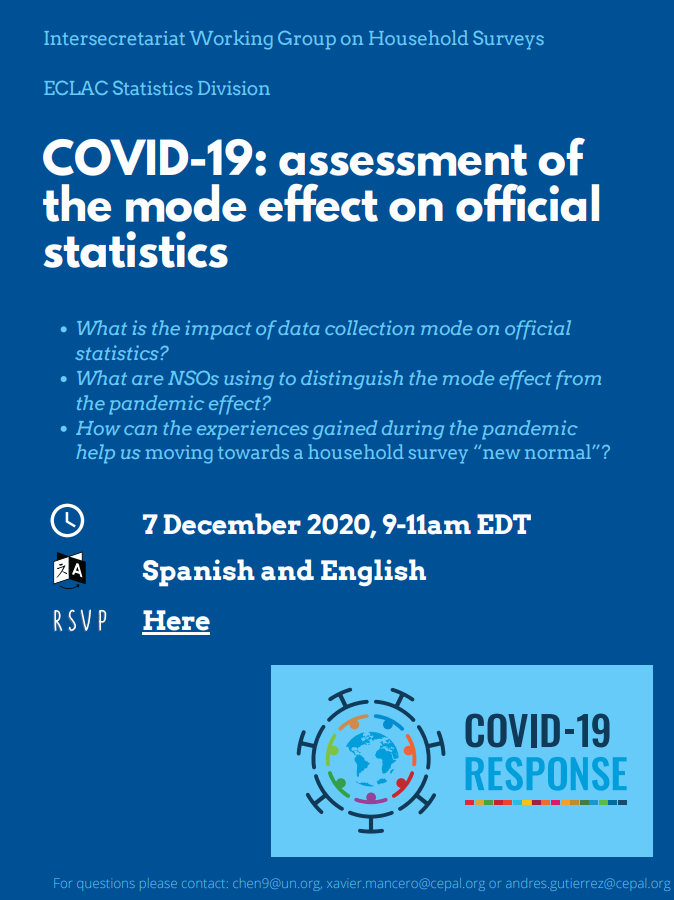 Intersecretariat Working Group on Household Surveys
ECLAC Statistics Division
COVID-19: assessment of
the mode effect on official
statistics
• What is the impact of data collection mode on official
statistics?
• What are NSOs using to distinguish the mode effect from
the pandemic effect?
• How can the experiences gained during the pandemic
help us moving towards a household survey “new normal”?
7 December 2020, 9-11am EDT
A
Spanish and English
RSVP
Here
COVID-19
RESPONSE
For questions please contact: chen9@un.org, xavier.mancero@cepal.org or andres.gutierrez@cepal.org